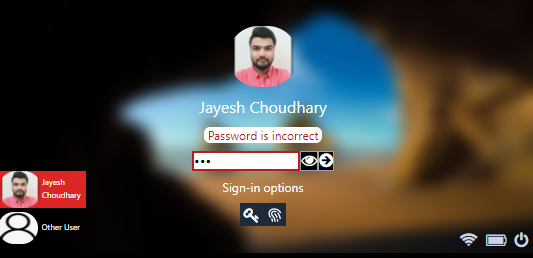 Jayesh Choudhary
Password is incorrect
•••
Sign-in options
Jayesh
Choudhary
Other User